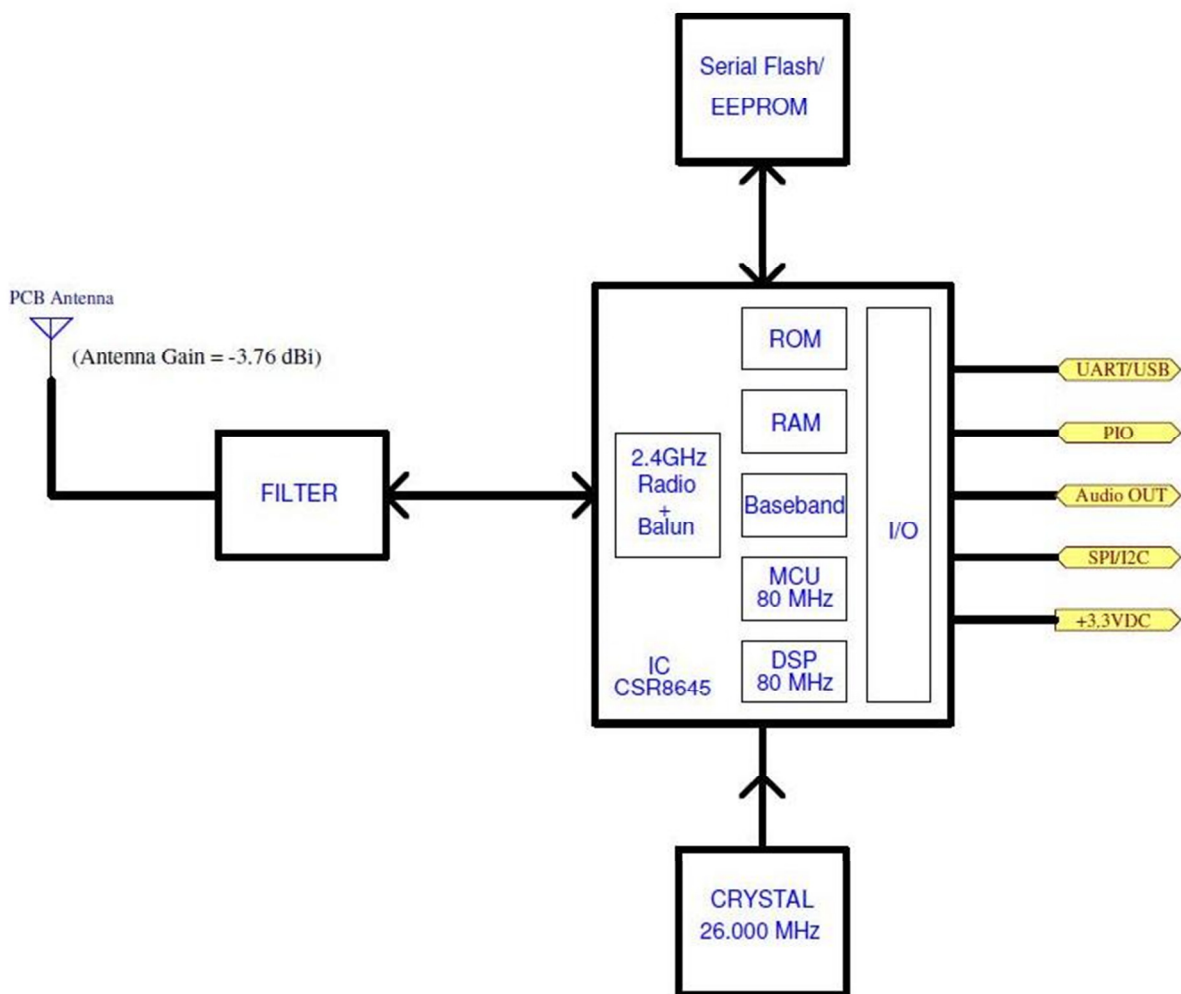 Serial Flash/
EEPROM
PCB Antenna
(Antenna Gain = -3.76 dBi)
FILTER
2.4GHz
Radio
+
Balun
ROM
RAM
Baseband
MCU
80 MHz
DSP
80 MHz
IC
CSR8645
I/O
UART/USB
PIO
Audio OUT
SPI/I2C
+3.3VDC
CRYSTAL
26.000 MHz